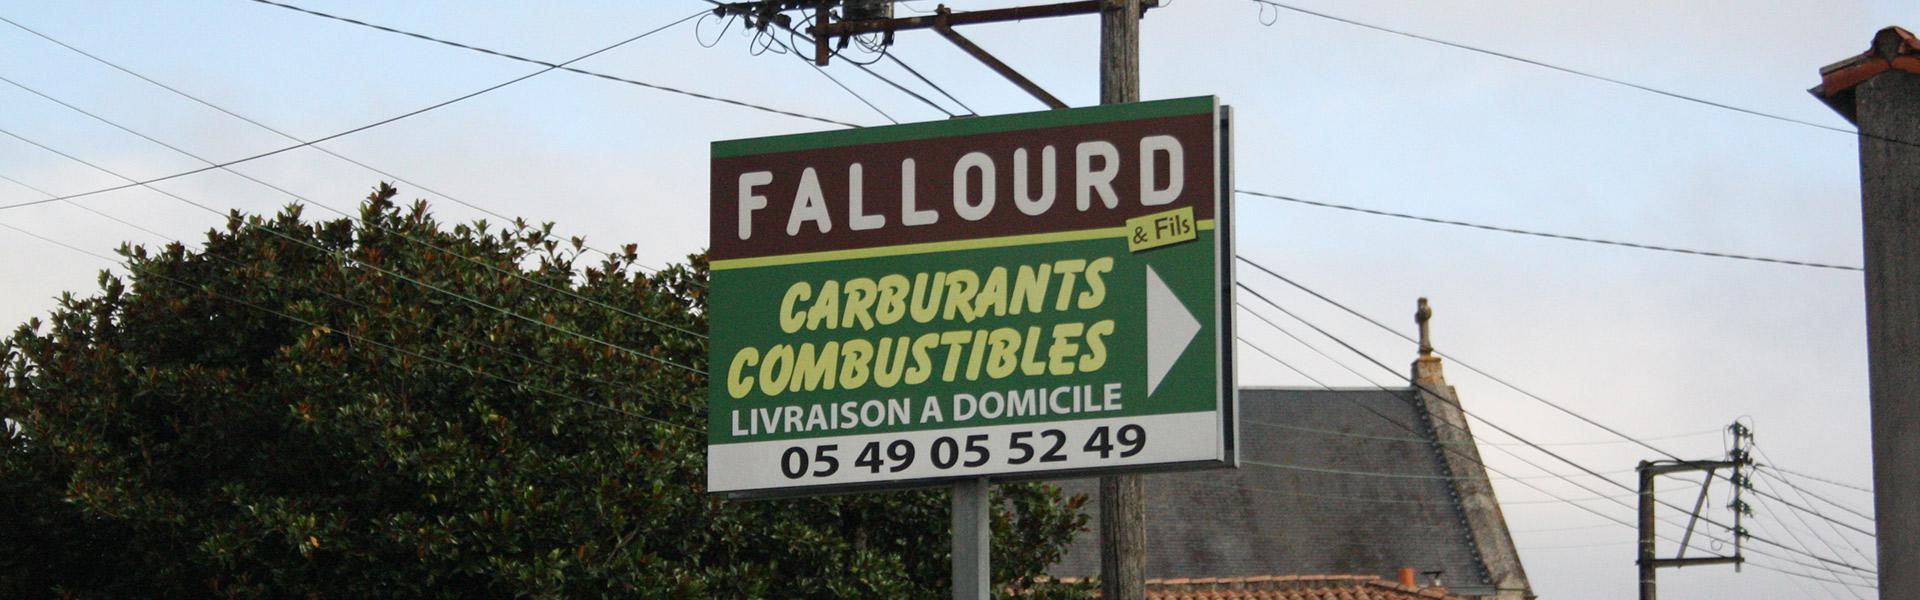 FALLOURD
& Fils
CARBURANTS
COMBUSTIBLES
LIVRAISON A DOMICILE
05 49 05 52 49